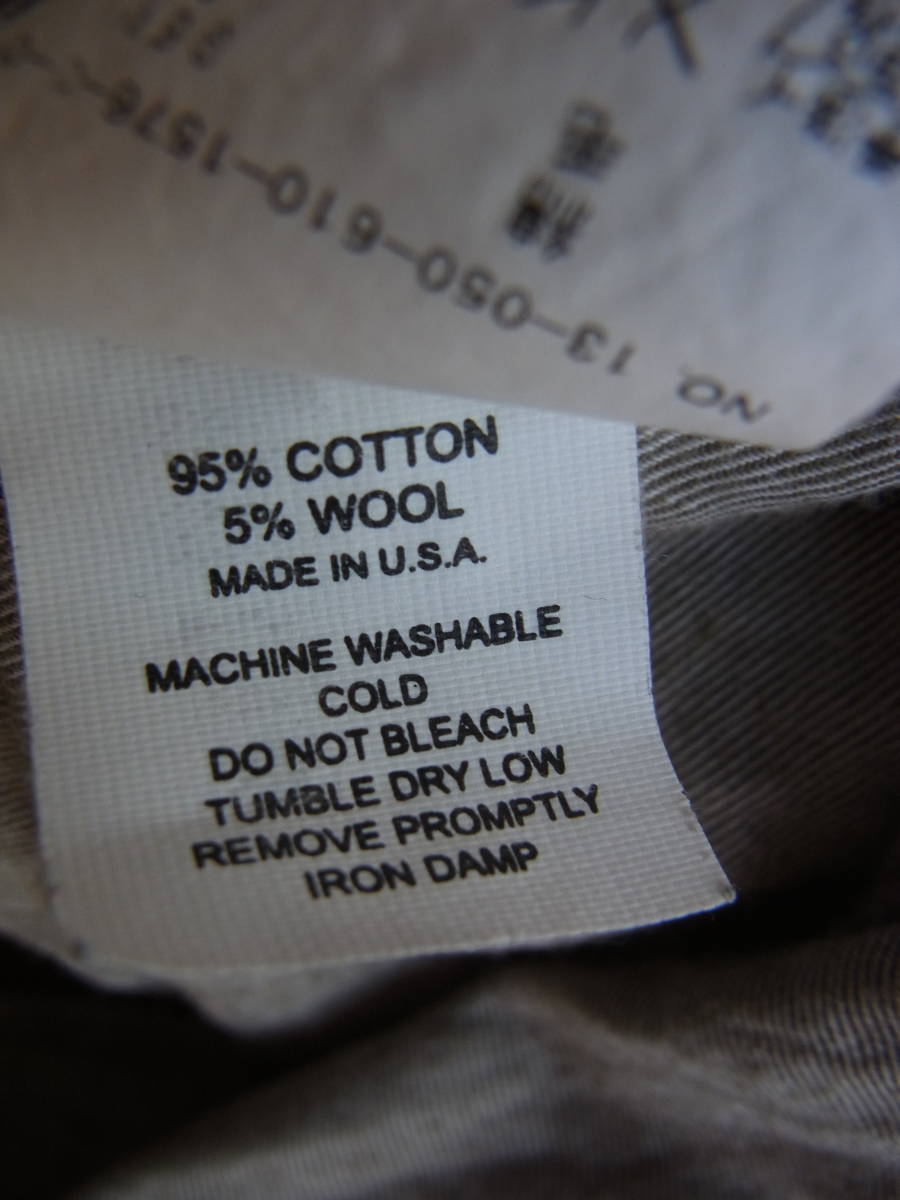 NO. 13-050-610-1576-
95% COTTON
5% WOOL
MADE IN U.S.A.
MACHINE WASHABLE
COLD
DO NOT BLEACH
TUMBLE DRY LOW
REMOVE PROMPTLY
IRON DAMP